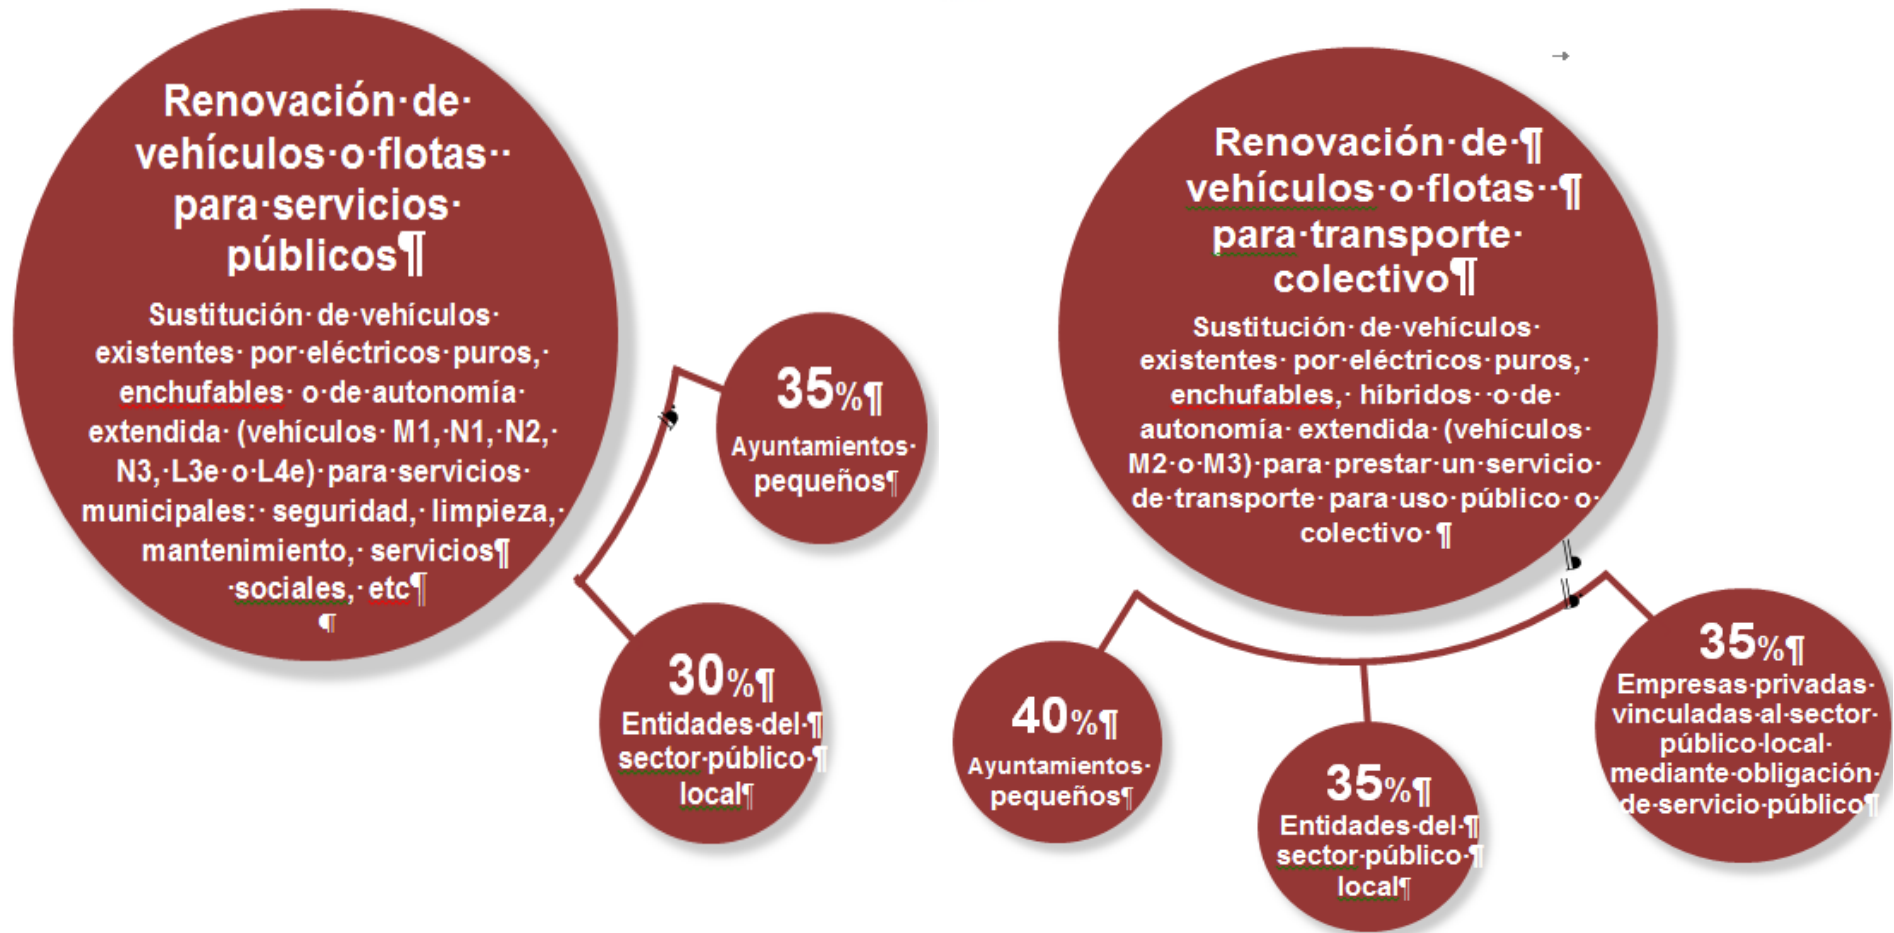 Renovación de
vehículos o flotas
para servicios
públicos¶
Sustitución de vehículos
existentes por eléctricos puros,
enchufables o de autonomía
extendida (vehículos M1, N1, N2,
N3, L3e o L4e) para servicios
municipales: seguridad, limpieza,
mantenimiento, servicios¶
sociales, etc¶
¶
35%¶
Ayuntamientos
pequeños¶
30%¶
Entidades del ¶
sector público ¶
local¶
Renovación de ¶
vehículos o flotas ¶
para transporte
colectivo¶
Sustitución de vehículos
existentes por eléctricos puros,
enchufables, híbridos o de
autonomía extendida (vehículos
M2 o M3) para prestar un servicio
de transporte para uso público o
colectivo ¶
40%¶
Ayuntamientos
pequeños¶
35%¶
Entidades del ¶
sector público ¶
local¶
35%¶
Empresas privadas
vinculadas al sector
público local
mediante obligación
de servicio público¶